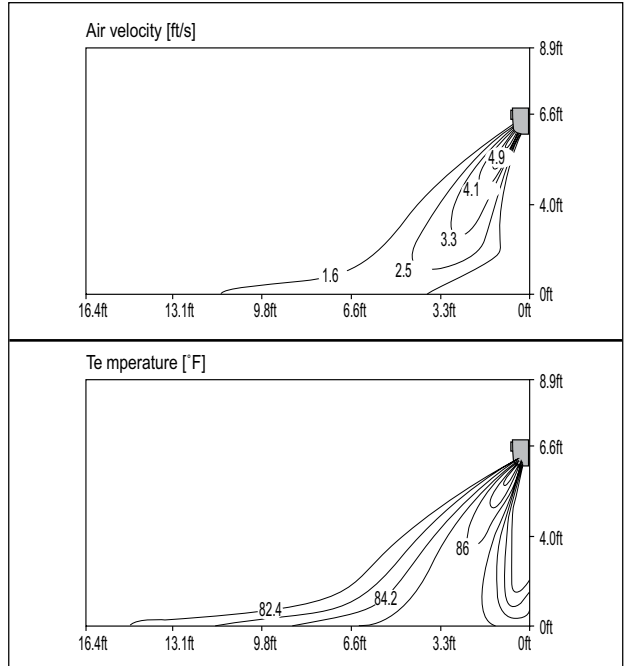 Air velocity [ft/s]
8.9ft
6.6ft
4.9
4.1
4.0ft
3.3
2.5
1.6
0ft
16.4ft 13.1ft 9.8ft 6.6ft 3.3ft 0ft
Te mperature [˚F]
8.9ft
6.6ft
4.0ft
86
84.2
82.4
0ft
16.4ft 13.1ft 9.8ft 6.6ft 3.3ft 0ft